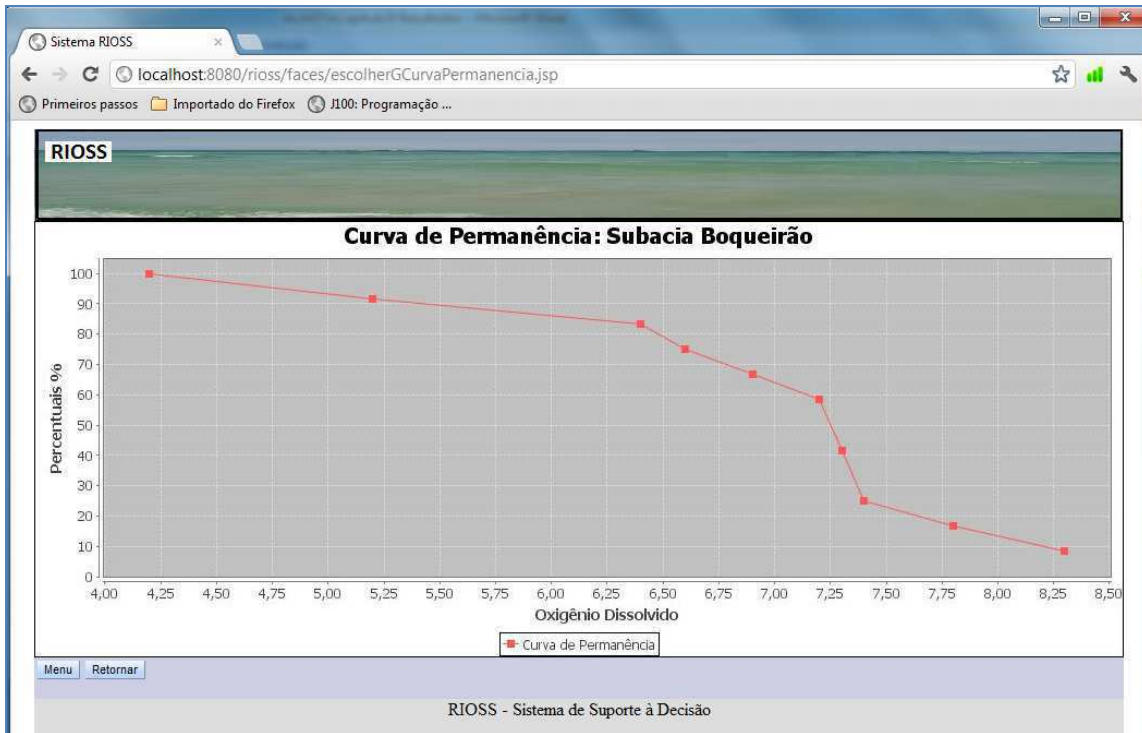 Sistema RIOSS
localhost:8080/rioss/faces/escolherGCurvaPermanencia.jsp
Primeiros passos Importado do Firefox J100: Programação ...
RIOSS
Curva de Permanência: Subacia Boqueirão
Percentuais %
100
90
80
70
60
50
40
30
20
10
0
4,00 4,25 4,50 4,75 5,00 5,25 5,50 5,75 6,00 6,25 6,50 6,75 7,00 7,25 7,50 7,75 8,00 8,25 8,50
Oxigênio Dissolvido
Curva de Permanência
Menu Retornar
RIOSS - Sistema de Suporte à Decisão